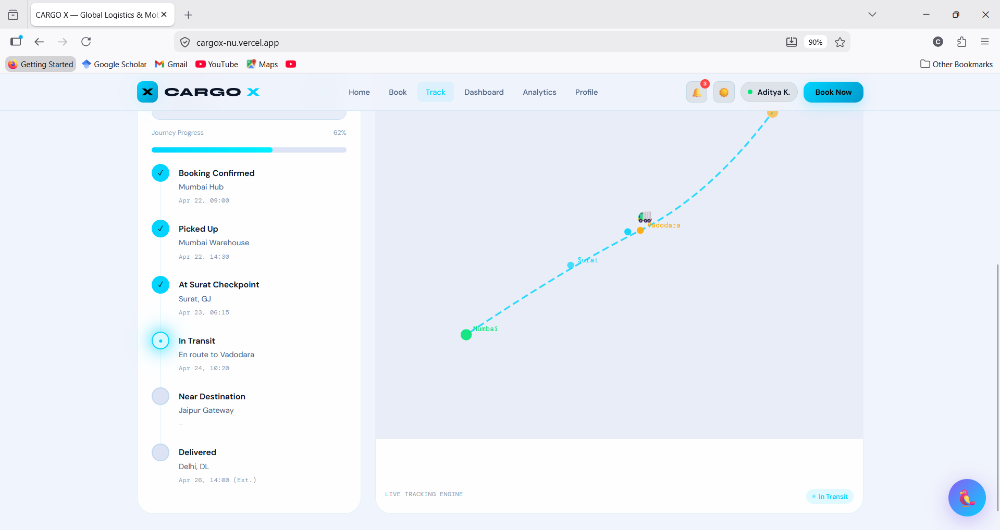 CARGO X — Global Logistics & Mob
cargox-nu.vercel.app
90%
C
Getting Started
Google Scholar
Gmail
YouTube
Maps
Other Bookmarks
X
CARGO X
Home
Book
Track
Dashboard
Analytics
Profile
3
Aditya K.
Book Now
Journey Progress
62%
Booking Confirmed
Mumbai Hub
Apr 22, 09:00
Picked Up
Mumbai Warehouse
Apr 22, 14:30
At Surat Checkpoint
Surat, GJ
Apr 23, 06:15
In Transit
En route to Vadodara
Apr 24, 10:20
Near Destination
Jaipur Gateway
—
Delivered
Delhi, DL
Apr 26, 14:00 (Est.)
Vadodara
Surat
Mumbai
LIVE TRACKING ENGINE
In Transit